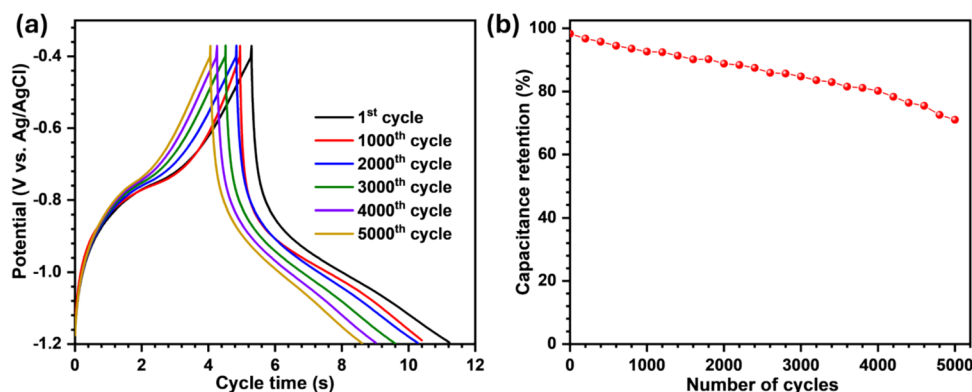 (a)
Potential (V vs. Ag/AgCl)
-0.4
-0.6
-0.8
-1.0
-1.2
0
2
4
6
8
10
12
Cycle time (s)
1st cycle
1000th cycle
2000th cycle
3000th cycle
4000th cycle
5000th cycle
(b)
Capacitance retention (%)
100
80
60
40
20
0
0
1000
2000
3000
4000
5000
Number of cycles